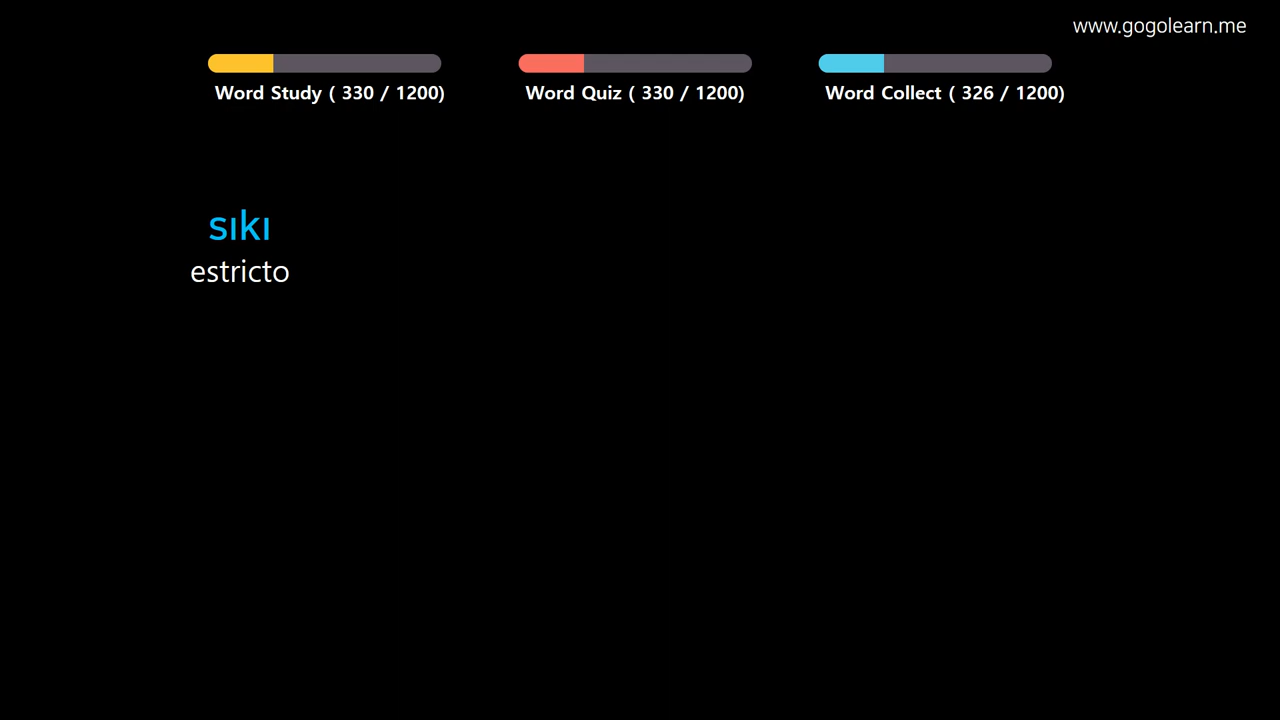 www.gogolearn.me
Word Study ( 330 / 1200)
Word Quiz ( 330 / 1200)
Word Collect ( 326 / 1200)
sıkı
estricto